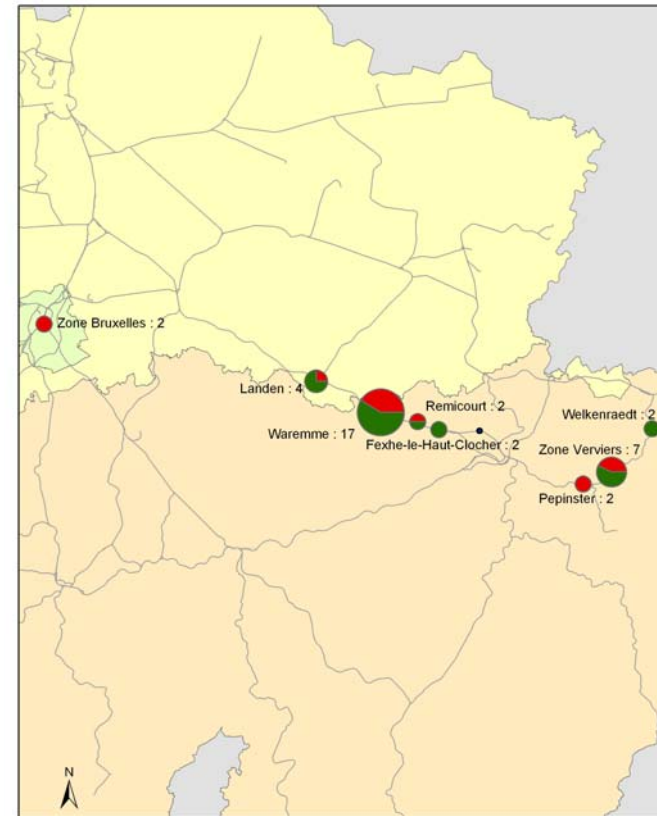 Zone Bruxelles : 2
Landen : 4
Remicourt : 2
Welkenraedt : 2
Waremme : 17
Fexhe-le-Haut-Clocher : 2
Zone Verviers : 7
Pepinster : 2
N